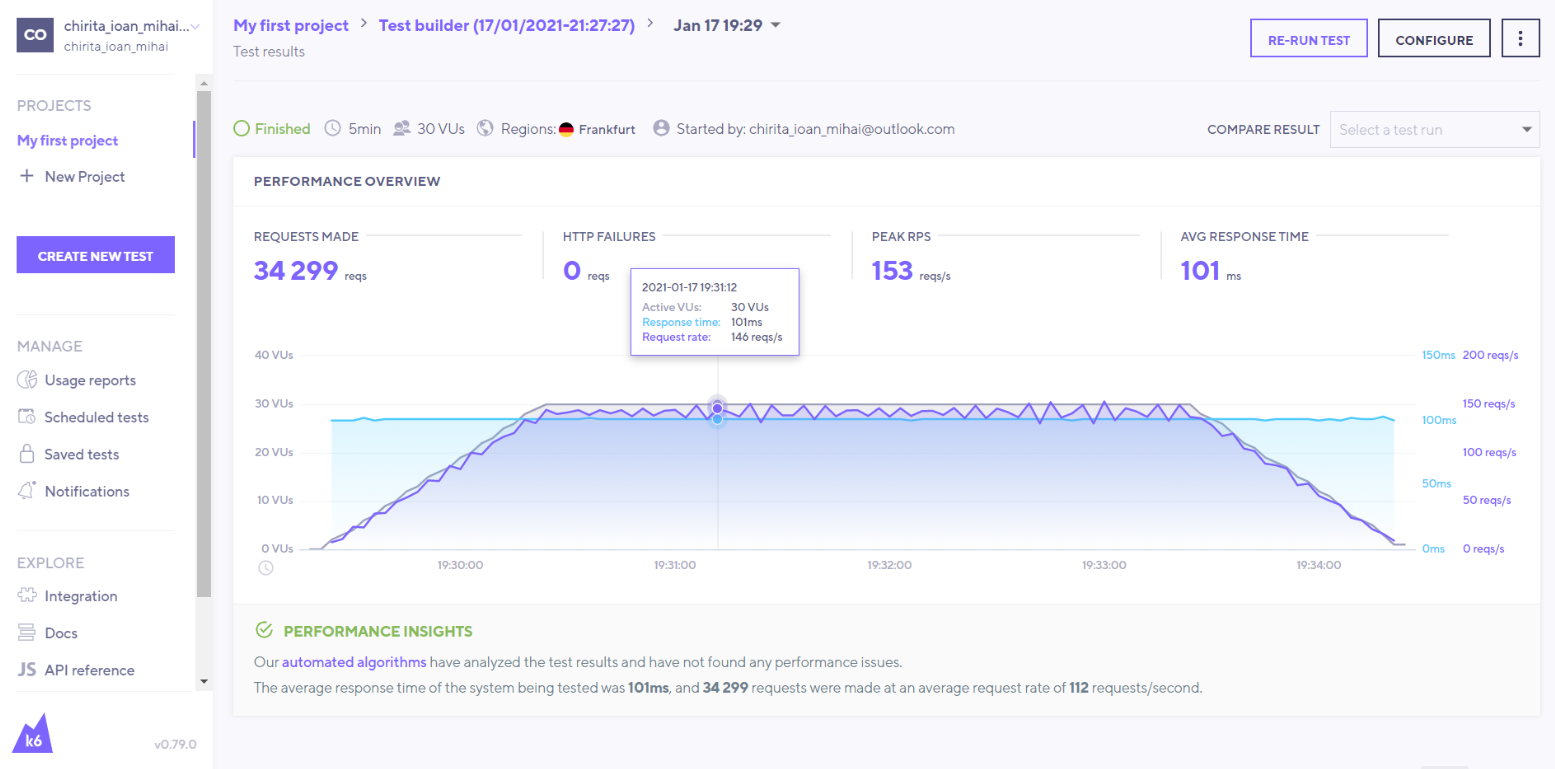 CO
chirita_ioan_mihai...
chirita_ioan_mihai
PROJECTS
My first project
New Project
CREATE NEW TEST
MANAGE
Usage reports
Scheduled tests
Saved tests
Notifications
EXPLORE
Integration
Docs
JS API reference
k6
v0.79.0
My first project > Test builder (17/01/2021-21:27:27) > Jan 17 19:29
Test results
RE-RUN TEST
CONFIGURE
Finished 5min 30 VUs Regions: Frankfurt Started by: chirita_ioan_mihai@outlook.com
COMPARE RESULT Select a test run
PERFORMANCE OVERVIEW
REQUESTS MADE
34 299 reqs
HTTP FAILURES
0 reqs
PEAK RPS
153 reqs/s
AVG RESPONSE TIME
101 ms
2021-01-17 19:31:12
Active VUs: 30 VUs
Response time: 101ms
Request rate: 146 reqs/s
40 VUs
30 VUs
20 VUs
10 VUs
0 VUs
150ms
100ms
50ms
0ms
200 reqs/s
150 reqs/s
100 reqs/s
50 reqs/s
0 reqs/s
19:30:00 19:31:00 19:32:00 19:33:00 19:34:00
PERFORMANCE INSIGHTS
Our automated algorithms have analyzed the test results and have not found any performance issues.
The average response time of the system being tested was 101ms, and 34 299 requests were made at an average request rate of 112 requests/second.